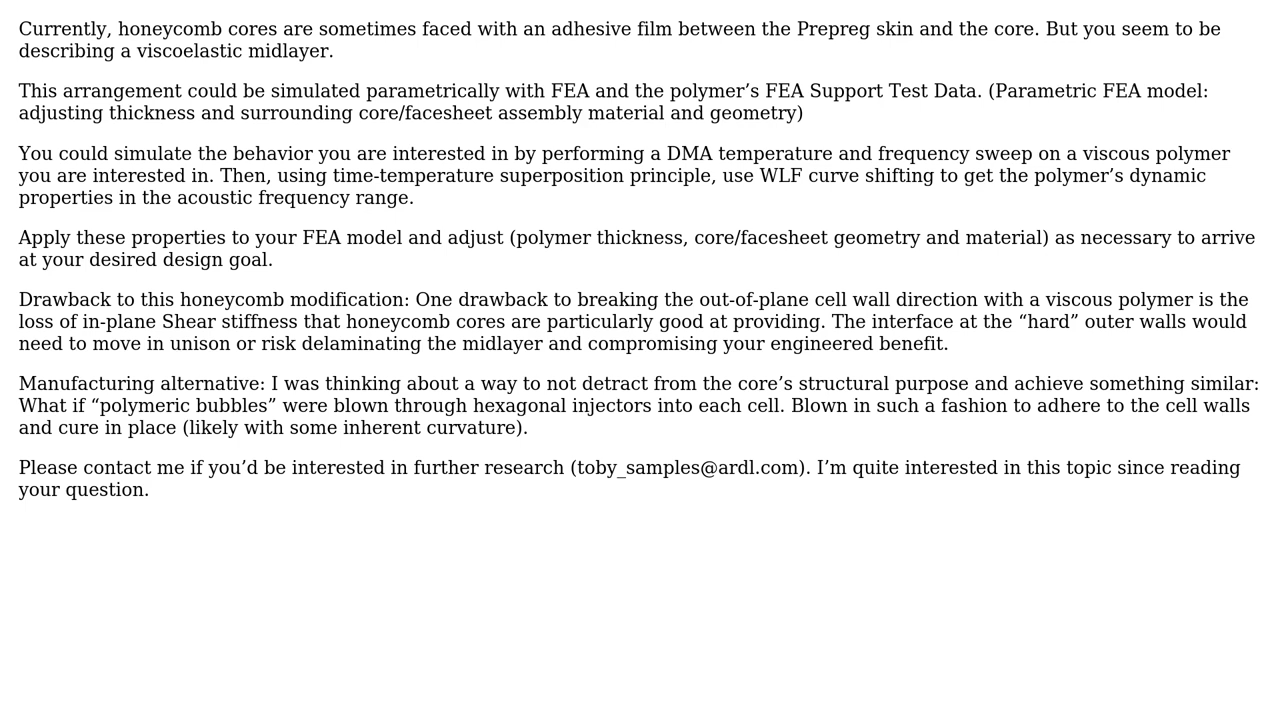 Currently, honeycomb cores are sometimes faced with an adhesive film between the Prepreg skin and the core. But you seem to be
describing a viscoelastic midlayer.
This arrangement could be simulated parametrically with FEA and the polymer’s FEA Support Test Data. (Parametric FEA model:
adjusting thickness and surrounding core/facesheet assembly material and geometry)
You could simulate the behavior you are interested in by performing a DMA temperature and frequency sweep on a viscous polymer
you are interested in. Then, using time-temperature superposition principle, use WLF curve shifting to get the polymer’s dynamic
properties in the acoustic frequency range.
Apply these properties to your FEA model and adjust (polymer thickness, core/facesheet geometry and material) as necessary to arrive
at your desired design goal.
Drawback to this honeycomb modification: One drawback to breaking the out-of-plane cell wall direction with a viscous polymer is the
loss of in-plane Shear stiffness that honeycomb cores are particularly good at providing. The interface at the “hard” outer walls would
need to move in unison or risk delaminating the midlayer and compromising your engineered benefit.
Manufacturing alternative: I was thinking about a way to not detract from the core’s structural purpose and achieve something similar:
What if “polymeric bubbles” were blown through hexagonal injectors into each cell. Blown in such a fashion to adhere to the cell walls
and cure in place (likely with some inherent curvature).
Please contact me if you’d be interested in further research (toby_samples@ardl.com). I’m quite interested in this topic since reading
your question.